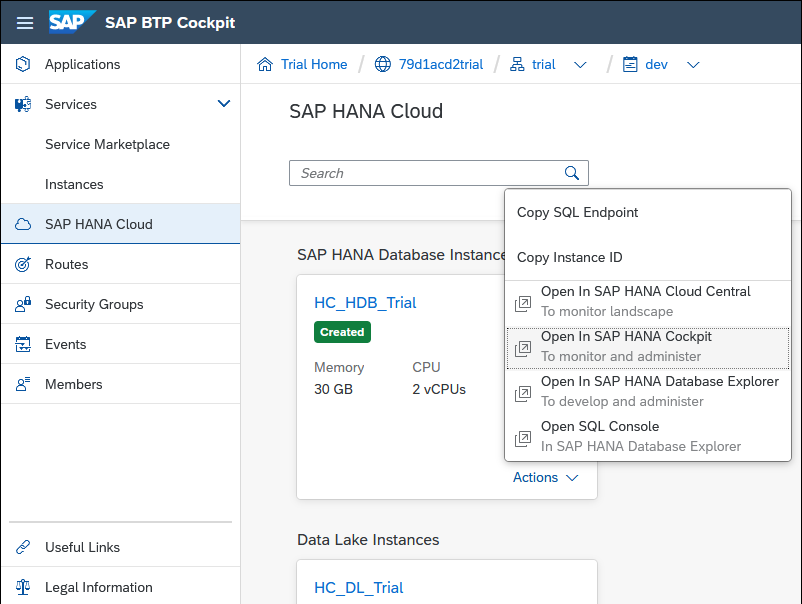 SAP SAP BTP Cockpit
Applications
Services
Service Marketplace
Instances
SAP HANA Cloud
Routes
Security Groups
Events
Members
Useful Links
Legal Information
Trial Home / 79d1acd2trial / trial / dev
SAP HANA Cloud
Search
SAP HANA Database Instance
HC_HDB_Trial
Created
Memory CPU
30 GB 2 vCPUs
Actions
Copy SQL Endpoint
Copy Instance ID
Open In SAP HANA Cloud Central
To monitor landscape
Open In SAP HANA Cockpit
To monitor and administer
Open In SAP HANA Database Explorer
To develop and administer
Open SQL Console
In SAP HANA Database Explorer
Data Lake Instances
HC_DL_Trial